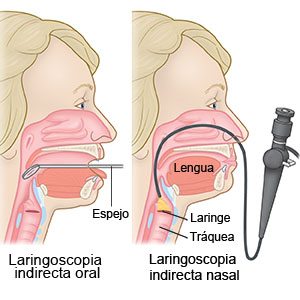 Espejo
Laringoscopia
indirecta oral
Lengua
Laringe
Tráquea
Laringoscopia
indirecta nasal